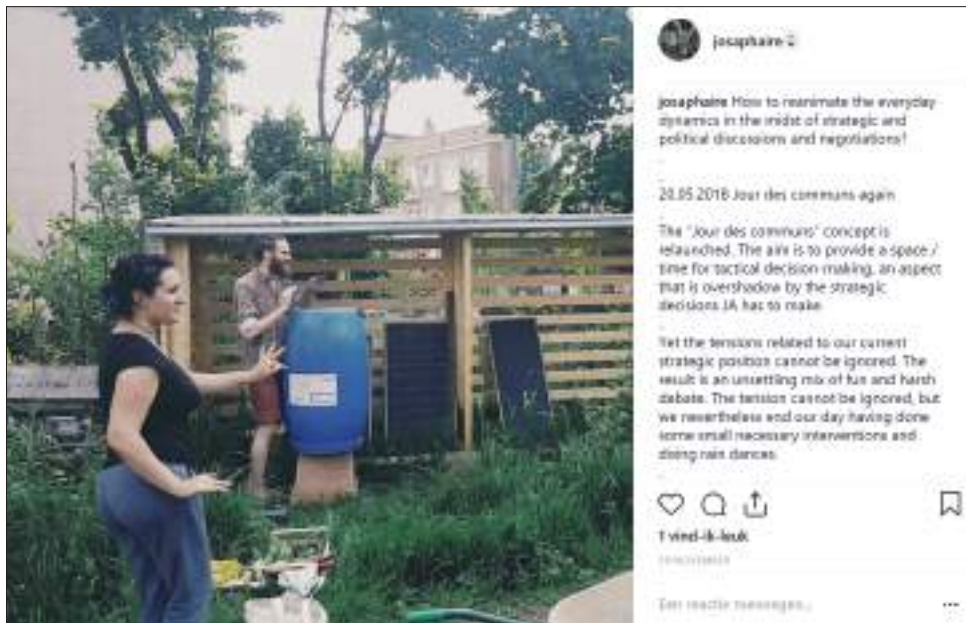 josaphaire
josaphaire How to reanimate the everyday
dynamics in the midst of strategic and
political discussions and negotiations?
20.05.2018 Jour des communs again
The "Jour des communs" concept is
relaunched. The aim is to provide a space /
time for tactical decision-making, an aspect
that is overshadow by the strategic
decisions JA has to make.
Yet the tensions related to our current
strategic position cannot be ignored. The
result is an unsettling mix of fun and harsh
debate. The tension cannot be ignored, but
we nevertheless end our day having done
some small necessary interventions and
doing rain dances.
1 vind-ik-leuk
Een reactie toevoegen...